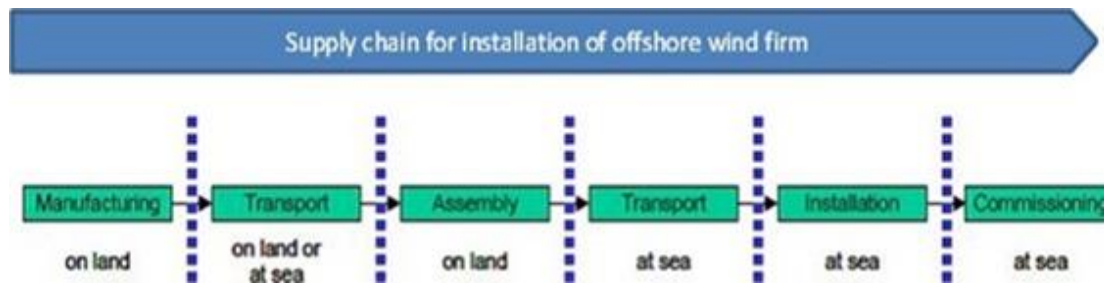 Supply chain for installation of offshore wind firm
Manufacturing
Transport
Assembly
Transport
Installation
Commissioning
on land
on land or
at sea
on land
at sea
at sea
at sea